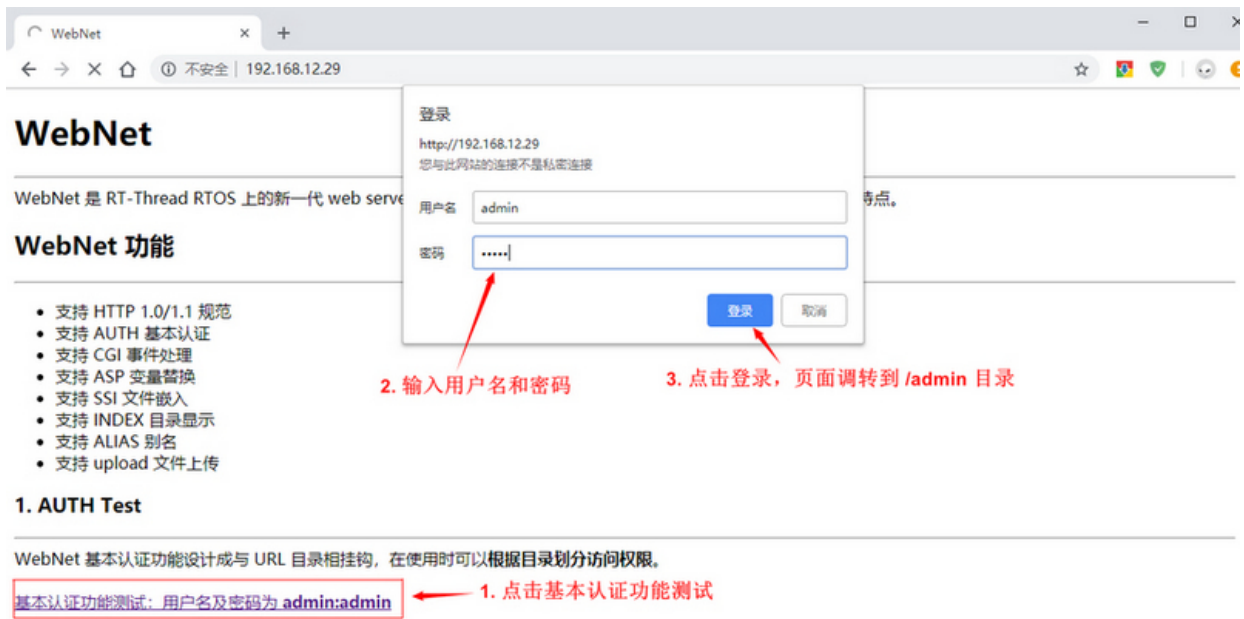 WebNet
不安全 | 192.168.12.29
登录
http://192.168.12.29
您与此网站的连接不是私密连接
WebNet
WebNet 是 RT-Thread RTOS 上的新一代 web serve
特点。
用户名 admin
WebNet 功能
密码 •••••
支持 HTTP 1.0/1.1 规范
登录 取消
支持 AUTH 基本认证
支持 CGI 事件处理
支持 ASP 变量替换
2. 输入用户名和密码
3. 点击登录，页面调转到 /admin 目录
支持 SSI 文件嵌入
支持 INDEX 目录显示
支持 ALIAS 别名
支持 upload 文件上传
1. AUTH Test
WebNet 基本认证功能设计成与 URL 目录相挂钩，在使用时可以根据目录划分访问权限。
基本认证功能测试：用户名及密码为 admin:admin
1. 点击基本认证功能测试